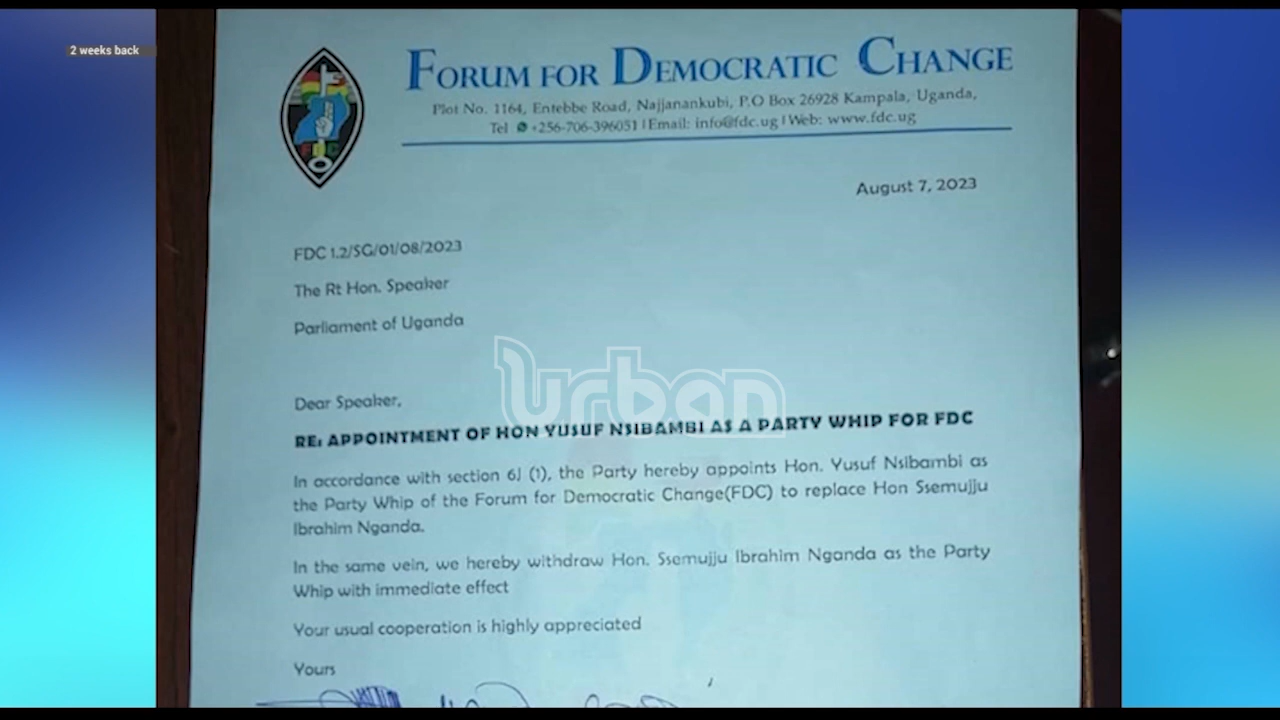 2 weeks back
FORUM FOR DEMOCRATIC CHANGE
Plot No. 1164, Entebbe Road, Najjanankubi, P.O Box 26928 Kampala, Uganda,
Tel +256-706-396051 | Email: info@fdc.ug | Web: www.fdc.ug
FDC
August 7, 2023
FDC 1.2/SG/01/08/2023
The Rt Hon. Speaker
Parliament of Uganda
urban
Dear Speaker,
RE: APPOINTMENT OF HON YUSUF NSIBAMBI AS A PARTY WHIP FOR FDC
In accordance with section 6J (1), the Party hereby appoints Hon. Yusuf Nsibambi as
the Party Whip of the Forum for Democratic Change(FDC) to replace Hon Ssemujju
Ibrahim Nganda.
In the same vein, we hereby withdraw Hon. Ssemujju Ibrahim Nganda as the Party
Whip with immediate effect
Your usual cooperation is highly appreciated
Yours